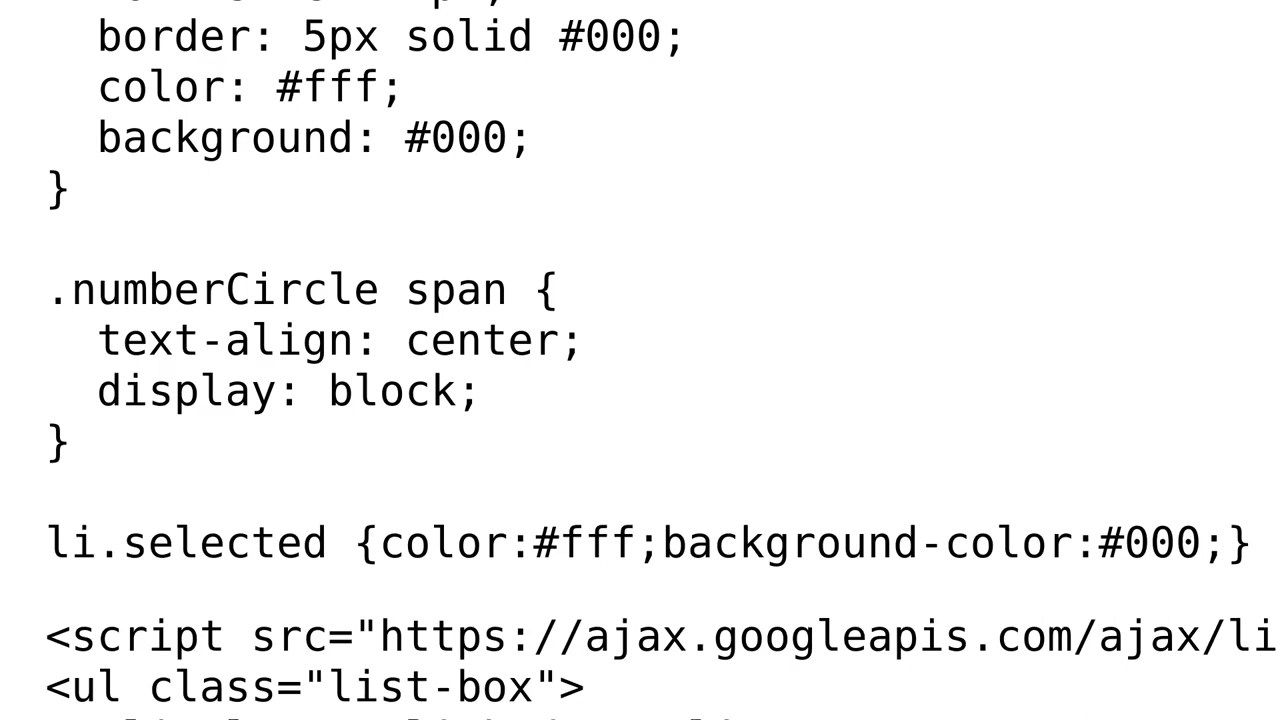 border: 5px solid #000;
color: #fff;
background: #000;
}
.numberCircle span {
text-align: center;
display: block;
}
li.selected {color:#fff;background-color:#000;}
<script src="https://ajax.googleapis.com/ajax/li
<ul class="list-box">